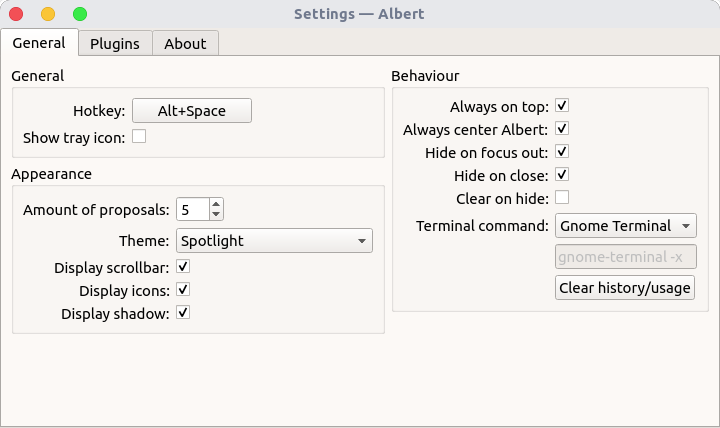 Settings — Albert
General Plugins About
General
Hotkey: Alt+Space
Show tray icon:
Appearance
Amount of proposals: 5
Theme: Spotlight
Display scrollbar:
Display icons:
Display shadow:
Behaviour
Always on top:
Always center Albert:
Hide on focus out:
Hide on close:
Clear on hide:
Terminal command: Gnome Terminal
gnome-terminal -x
Clear history/usage